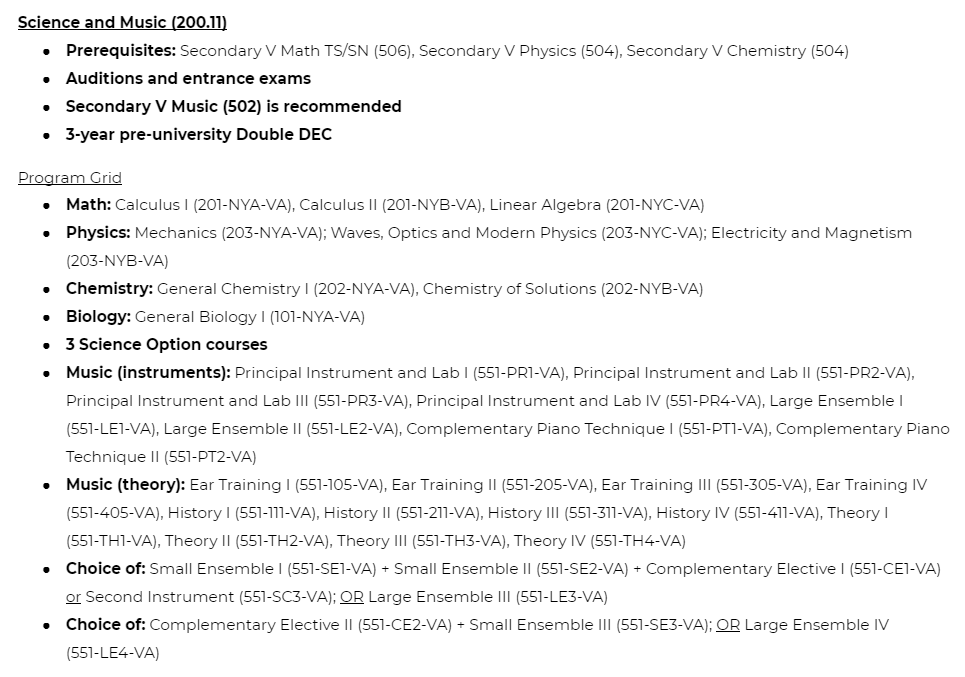 Science and Music (200.11)
• Prerequisites: Secondary V Math TS/SN (506), Secondary V Physics (504), Secondary V Chemistry (504)
• Auditions and entrance exams
• Secondary V Music (502) is recommended
• 3-year pre-university Double DEC
Program Grid
• Math: Calculus I (201-NYA-VA), Calculus II (201-NYB-VA), Linear Algebra (201-NYC-VA)
• Physics: Mechanics (203-NYA-VA); Waves, Optics and Modern Physics (203-NYC-VA); Electricity and Magnetism
(203-NYB-VA)
• Chemistry: General Chemistry I (202-NYA-VA), Chemistry of Solutions (202-NYB-VA)
• Biology: General Biology I (101-NYA-VA)
• 3 Science Option courses
• Music (instruments): Principal Instrument and Lab I (551-PR1-VA), Principal Instrument and Lab II (551-PR2-VA),
Principal Instrument and Lab III (551-PR3-VA), Principal Instrument and Lab IV (551-PR4-VA), Large Ensemble I
(551-LE1-VA), Large Ensemble II (551-LE2-VA), Complementary Piano Technique I (551-PT1-VA), Complementary Piano
Technique II (551-PT2-VA)
• Music (theory): Ear Training I (551-105-VA), Ear Training II (551-205-VA), Ear Training III (551-305-VA), Ear Training IV
(551-405-VA), History I (551-111-VA), History II (551-211-VA), History III (551-311-VA), History IV (551-411-VA), Theory I
(551-TH1-VA), Theory II (551-TH2-VA), Theory III (551-TH3-VA), Theory IV (551-TH4-VA)
• Choice of: Small Ensemble I (551-SE1-VA) + Small Ensemble II (551-SE2-VA) + Complementary Elective I (551-CE1-VA)
or Second Instrument (551-SC3-VA); OR Large Ensemble III (551-LE3-VA)
• Choice of: Complementary Elective II (551-CE2-VA) + Small Ensemble III (551-SE3-VA); OR Large Ensemble IV
(551-LE4-VA)